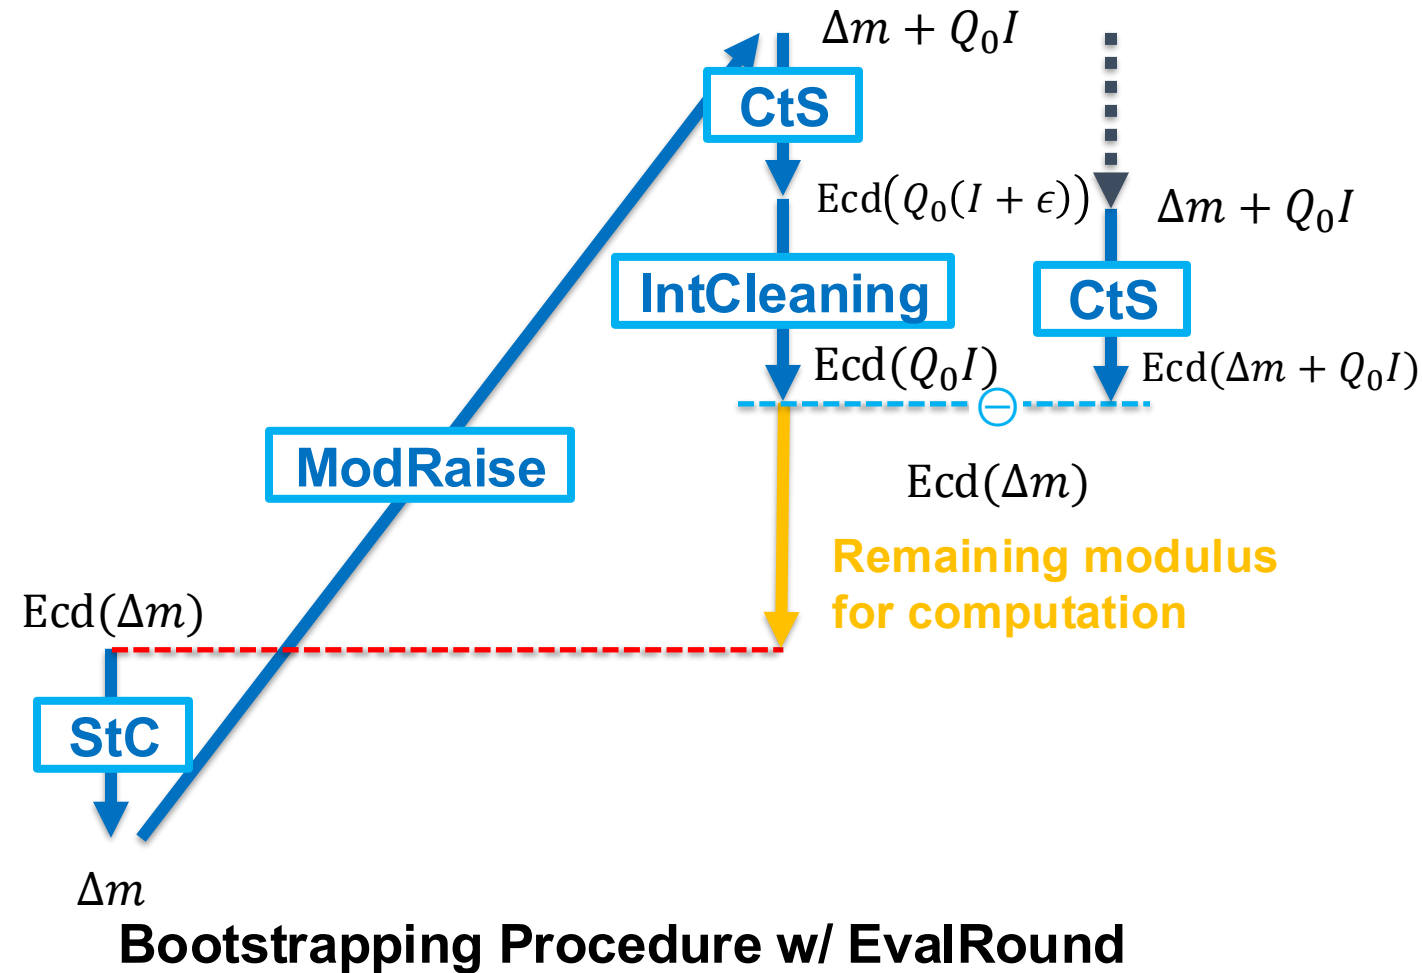 Δm + Q₀I
CtS
Ecd(Q₀(I + ϵ))
Δm + Q₀I
IntCleaning
CtS
Ecd(Q₀I)
Ecd(Δm + Q₀I)
ModRaise
Ecd(Δm)
Remaining modulus
for computation
Ecd(Δm)
StC
Δm
Bootstrapping Procedure w/ EvalRound